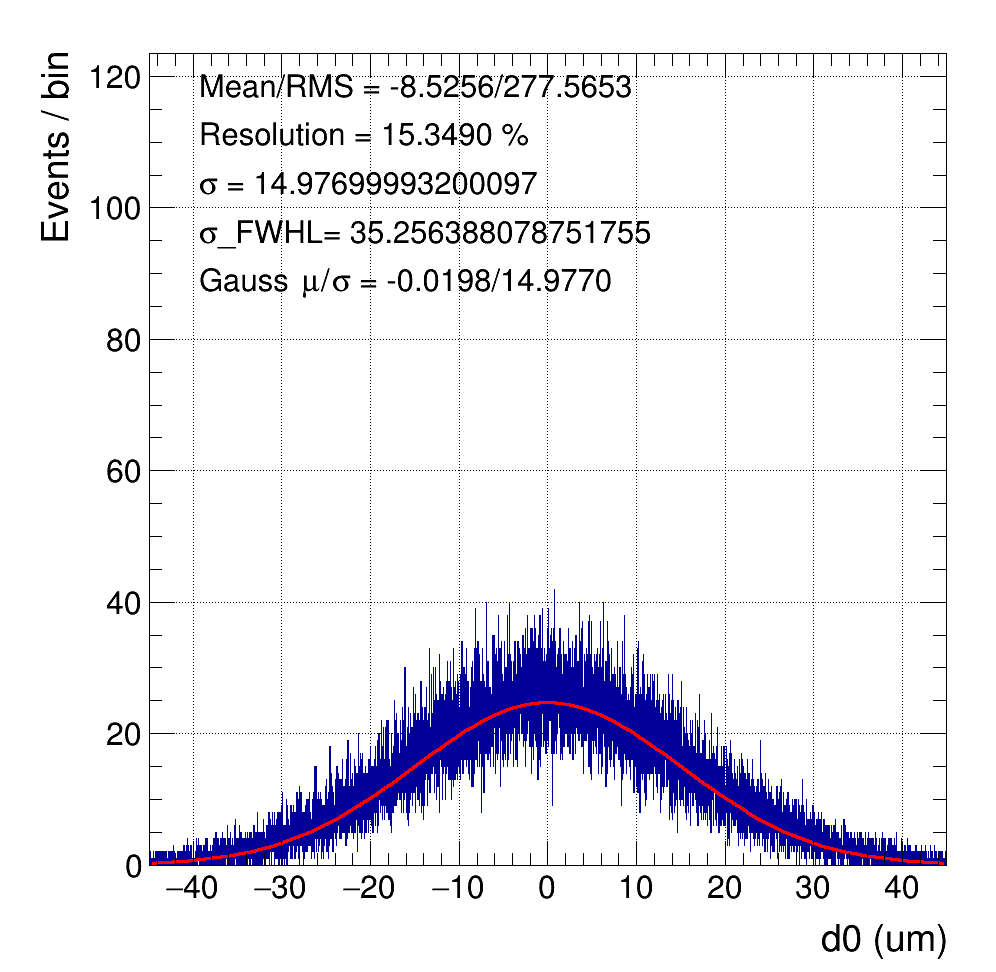 Events / bin
120
100
80
60
40
20
0
Mean/RMS = -8.5256/277.5653
Resolution = 15.3490 %
σ = 14.97699993200097
σ_FWHL= 35.256388078751755
Gauss μ/σ = -0.0198/14.9770
−40 −30 −20 −10 0 10 20 30 40
d0 (um)